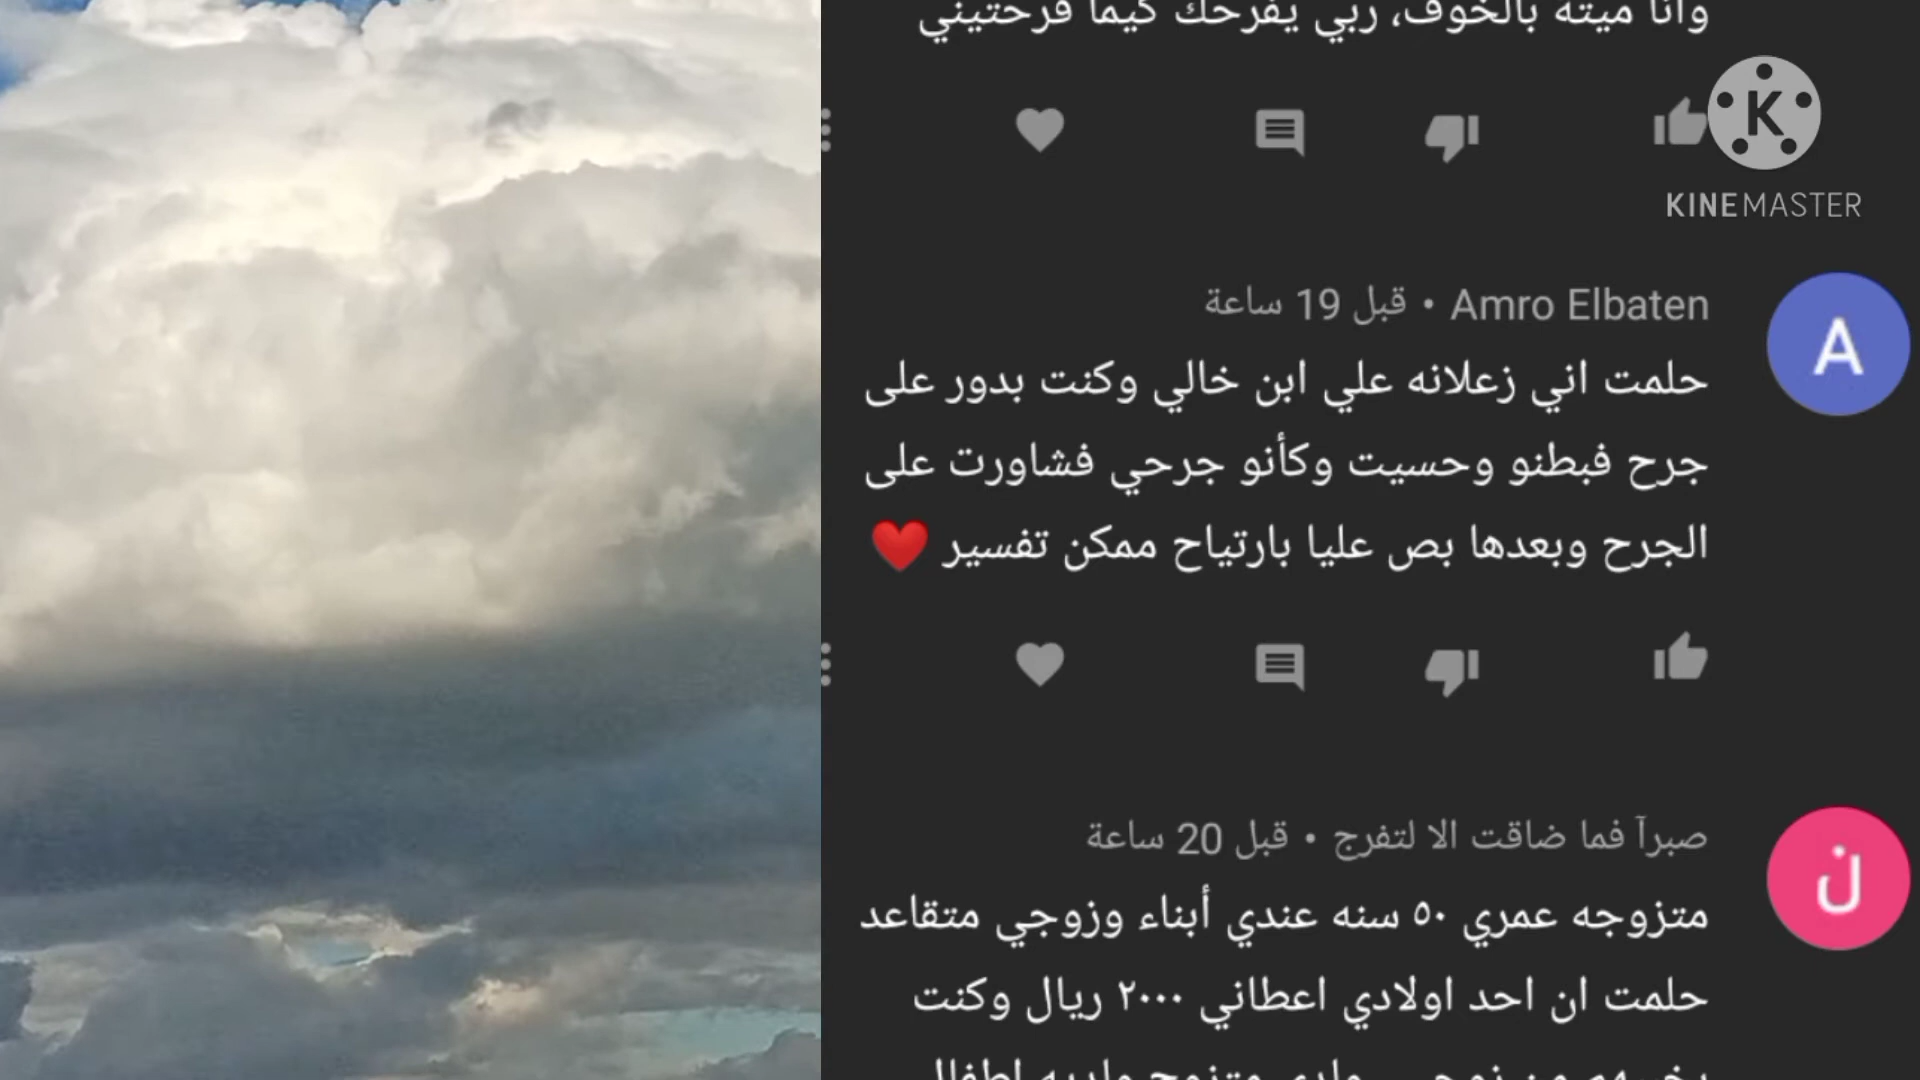 وانا ميته بالخوف، ربي يفرحك كيما فرحتيني
K
KINEMASTER
Amro Elbaten • قبل 19 ساعة
A
حلمت اني زعلانه علي ابن خالي وكنت بدور على
جرح فبطنو وحسيت وكأنو جرحي فشاورت على
الجرح وبعدها بص عليا بارتياح ممكن تفسير ❤️
صبرآ فما ضاقت الا لتفرج • قبل 20 ساعة
ن
متزوجه عمري ٥٠ سنه عندي أبناء وزوجي متقاعد
حلمت ان احد اولادي اعطاني ٢٠٠٠ ريال وكنت